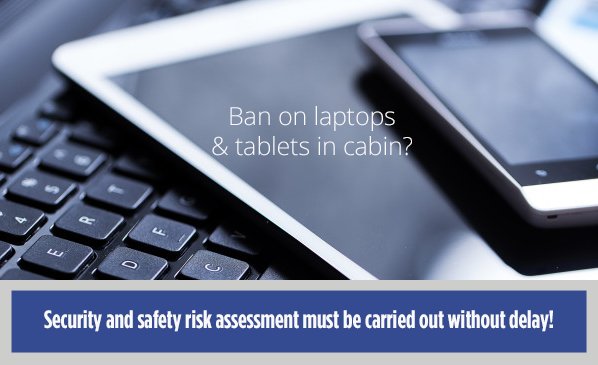 Ban on laptops
& tablets in cabin?
Security and safety risk assessment must be carried out without delay!